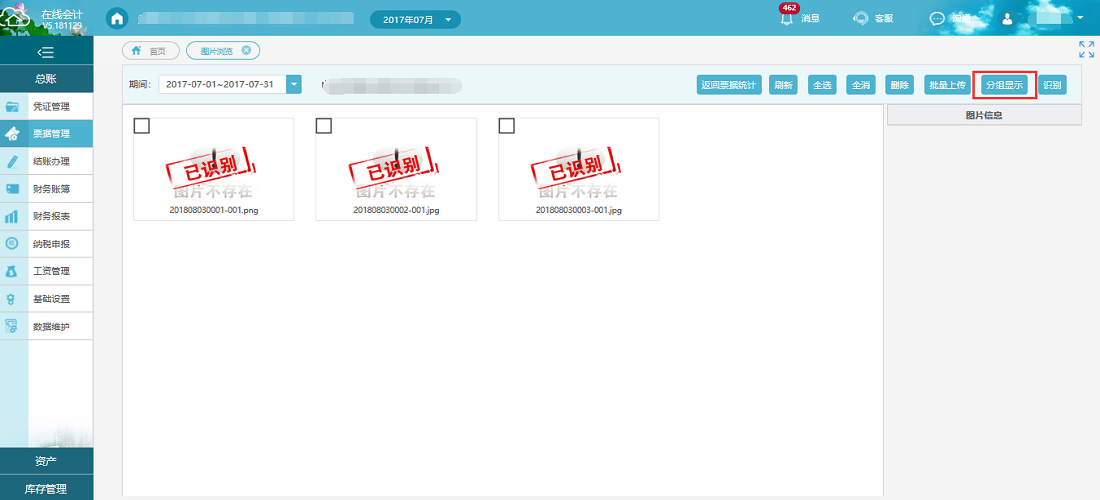 在线会计
V5.181129
2017年07月
462
消息
客服
首页
图片浏览
总账
期间：
2017-07-01~2017-07-31
返回票据统计
刷新
全选
全消
删除
批量上传
分组显示
识别
凭证管理
票据管理
结账办理
财务账簿
财务报表
纳税申报
工资管理
基础设置
数据维护
资产
库存管理
图片信息
已识别
图片不存在
201808030001-001.png
已识别
图片不存在
201808030002-001.jpg
已识别
图片不存在
201808030003-001.jpg